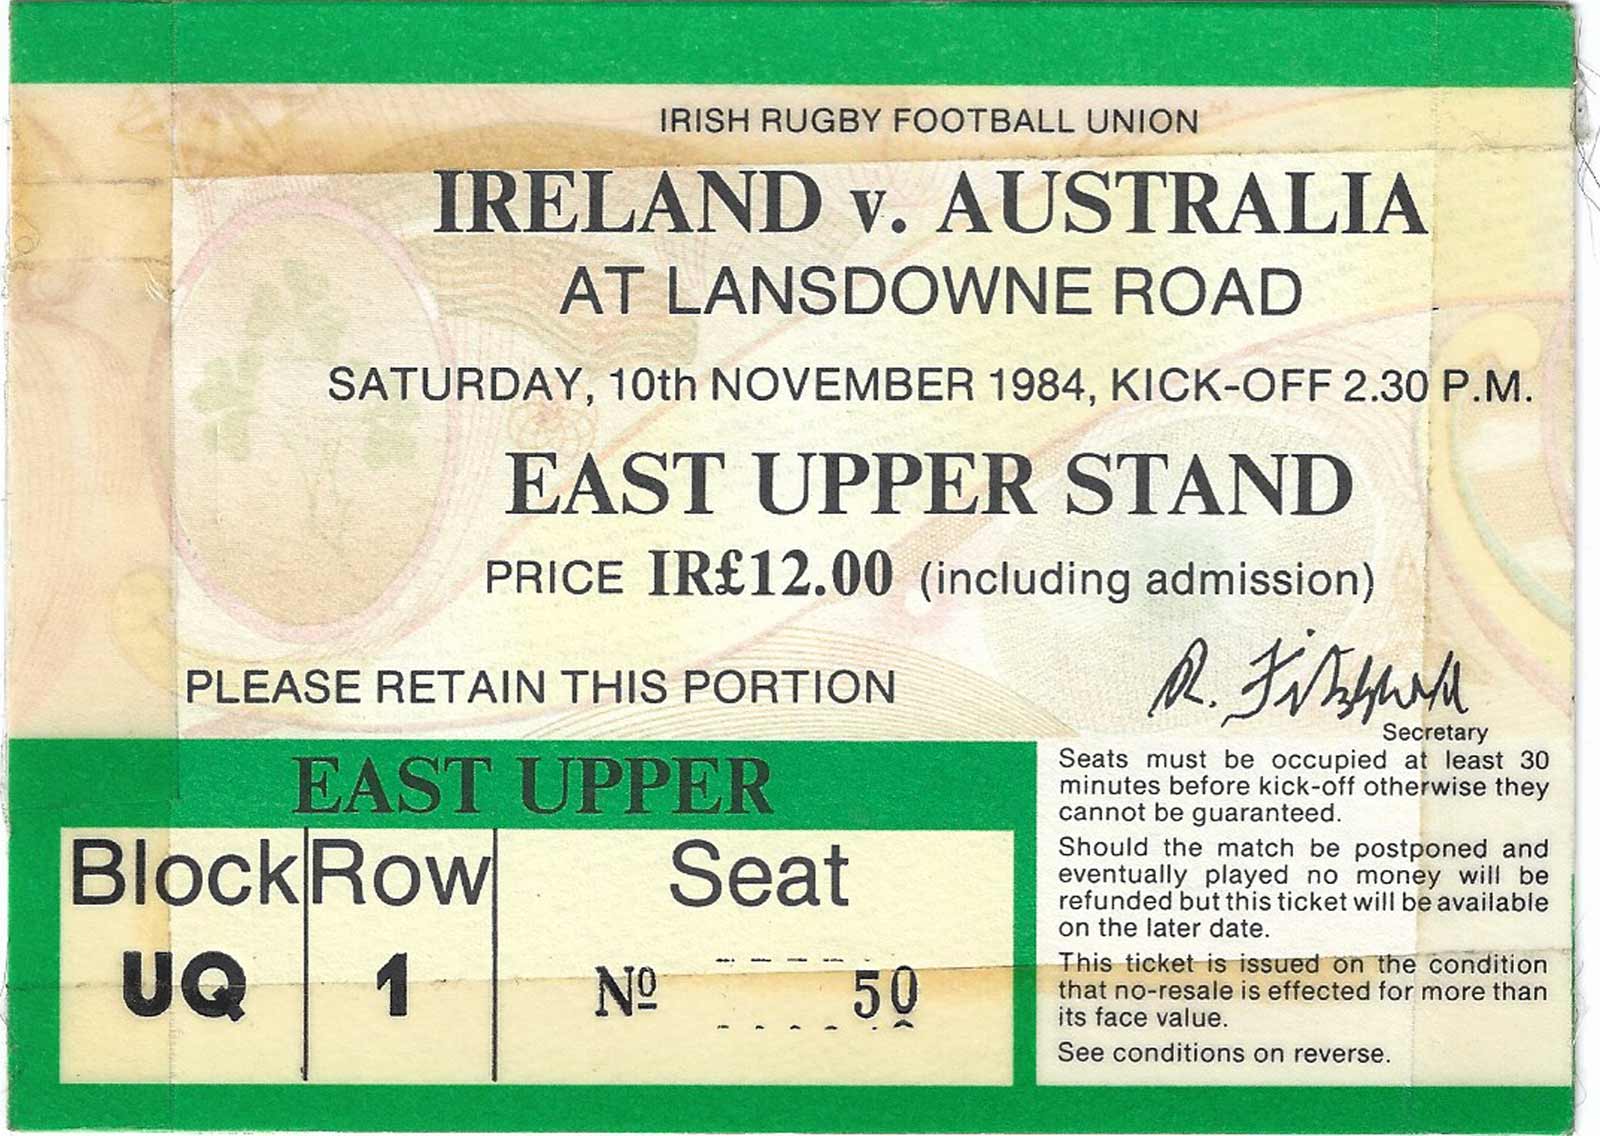 IRISH RUGBY FOOTBALL UNION
IRELAND v. AUSTRALIA
AT LANSDOWNE ROAD
SATURDAY, 10th NOVEMBER 1984, KICK-OFF 2.30 P.M.
EAST UPPER STAND
PRICE IR£12.00 (including admission)
PLEASE RETAIN THIS PORTION
R. Fitzgerald
Secretary
EAST UPPER
Block Row Seat
UQ 1 Nº 50
Seats must be occupied at least 30
minutes before kick-off otherwise they
cannot be guaranteed.
Should the match be postponed and
eventually played no money will be
refunded but this ticket will be available
on the later date.
This ticket is issued on the condition
that no-resale is effected for more than
its face value.
See conditions on reverse.